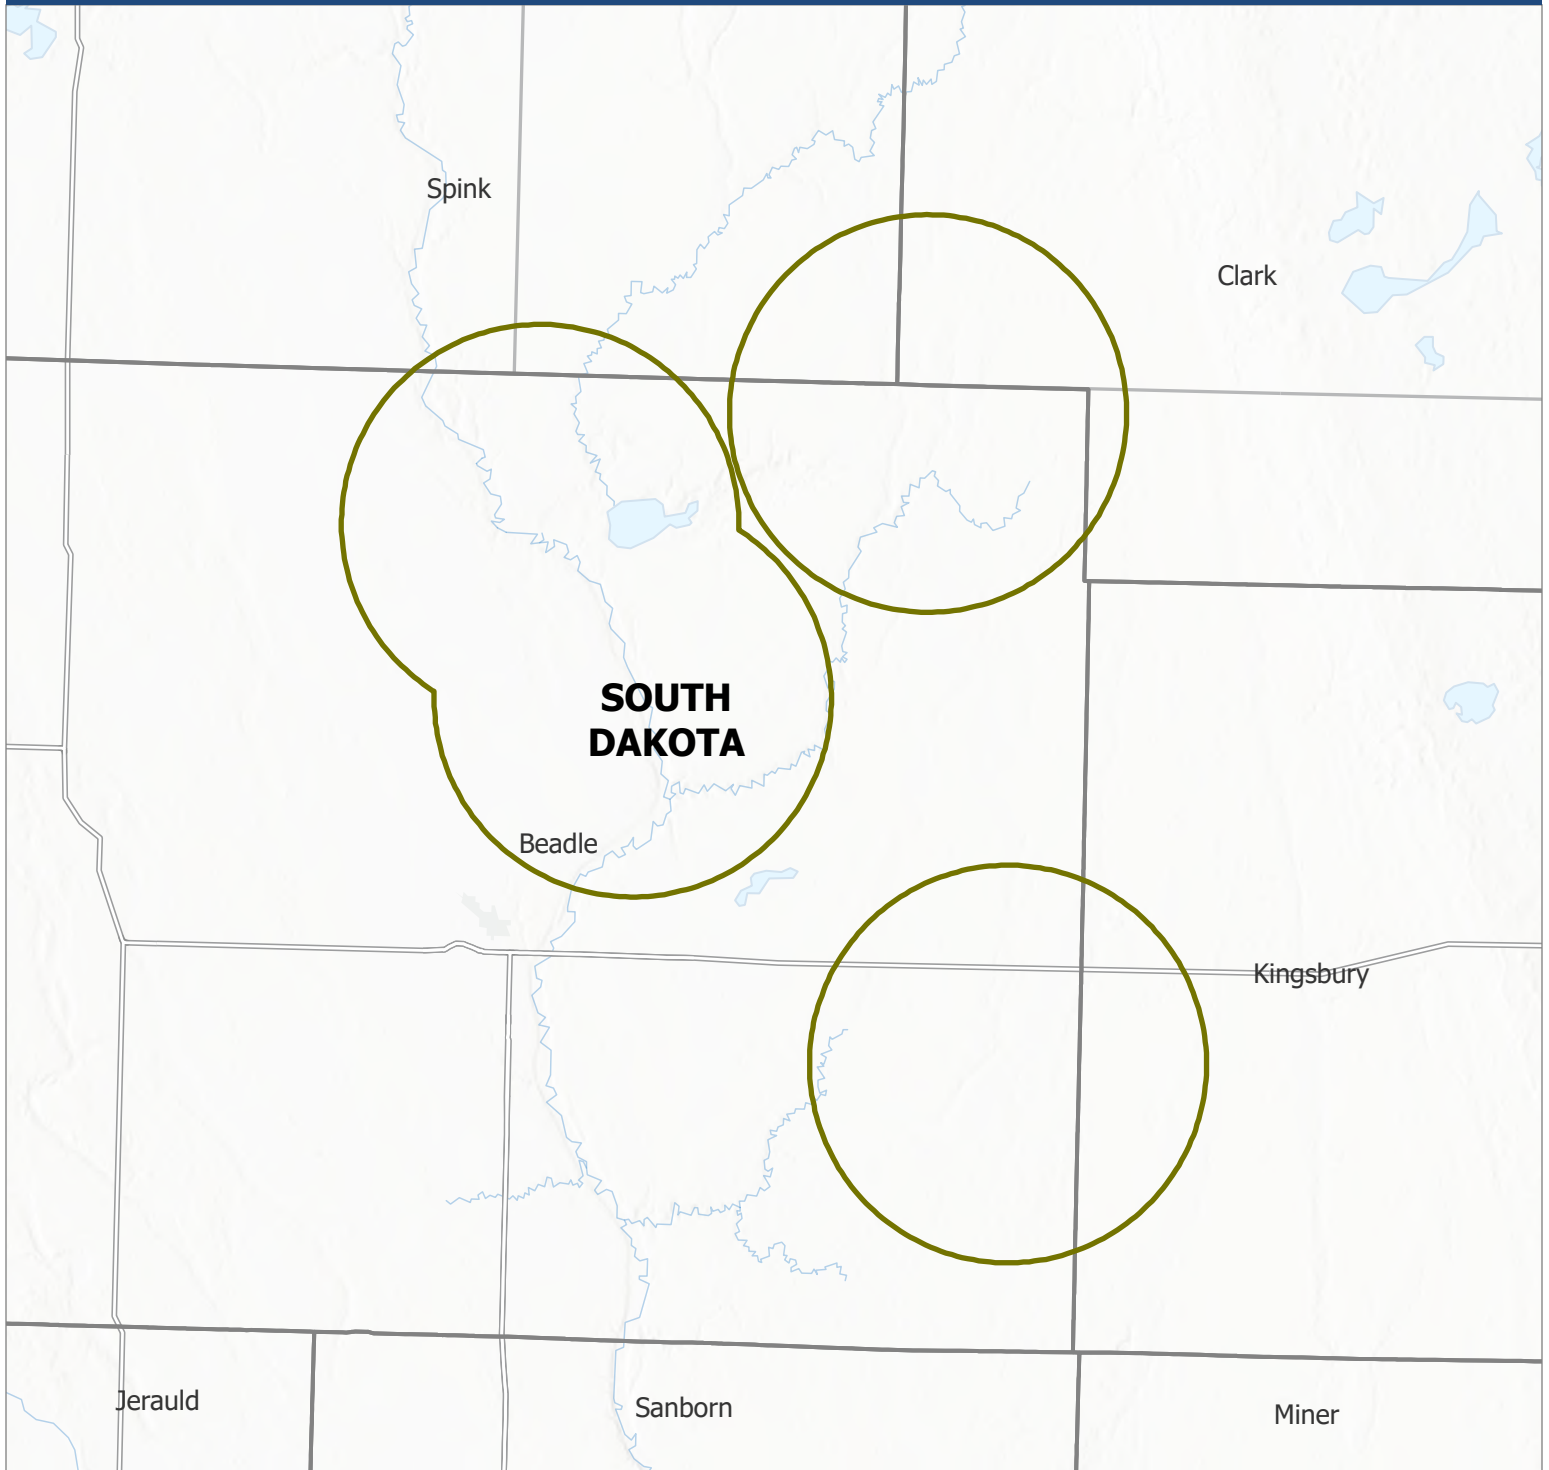 Spink
Clark
SOUTH
DAKOTA
Beadle
Kingsbury
Jerauld
Sanborn
Miner